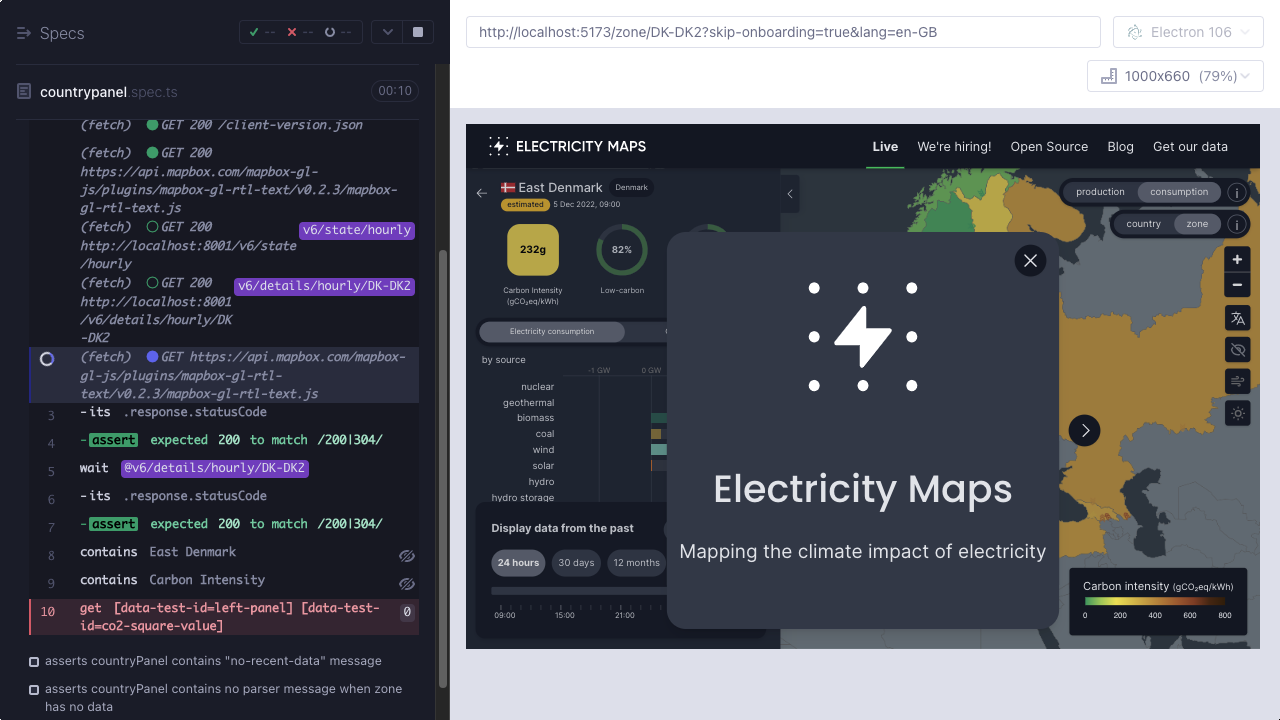 Specs
-- -- --
countrypanel.spec.ts
00:10
(fetch) GET 200 /client-version.json
(fetch) GET 200
https://api.mapbox.com/mapbox-gl-
js/plugins/mapbox-gl-rtl-text/v0.2.3/mapbox-
gl-rtl-text.js
(fetch) GET 200 v6/state/hourly
http://localhost:8001/v6/state
/hourly
(fetch) GET 200 v6/details/hourly/DK-DK2
http://localhost:8001
/v6/details/hourly/DK
-DK2
(fetch) GET https://api.mapbox.com/mapbox-
gl-js/plugins/mapbox-gl-rtl-
text/v0.2.3/mapbox-gl-rtl-text.js
3 -its .response.statusCode
4 -assert expected 200 to match /200|304/
5 wait @v6/details/hourly/DK-DK2
6 -its .response.statusCode
7 -assert expected 200 to match /200|304/
8 contains East Denmark
9 contains Carbon Intensity
10 get [data-test-id=left-panel] [data-test-
id=co2-square-value] 0
asserts countryPanel contains "no-recent-data" message
asserts countryPanel contains no parser message when zone
has no data
http://localhost:5173/zone/DK-DK2?skip-onboarding=true&lang=en-GB
Electron 106
1000x660 (79%)
ELECTRICITY MAPS
Live We're hiring! Open Source Blog Get our data
East Denmark Denmark
estimated 5 Dec 2022, 09:00
232g
82%
Carbon Intensity
(gCO₂eq/kWh)
Low-carbon
Electricity consumption
by source
-1 GW 0 GW
nuclear
geothermal
biomass
coal
wind
solar
hydro
hydro storage
Display data from the past
24 hours 30 days 12 months
09:00 15:00 21:00
Electricity Maps
Mapping the climate impact of electricity
production consumption i
country zone i
+
−
Carbon intensity (gCO₂eq/kWh)
0 200 400 600 800